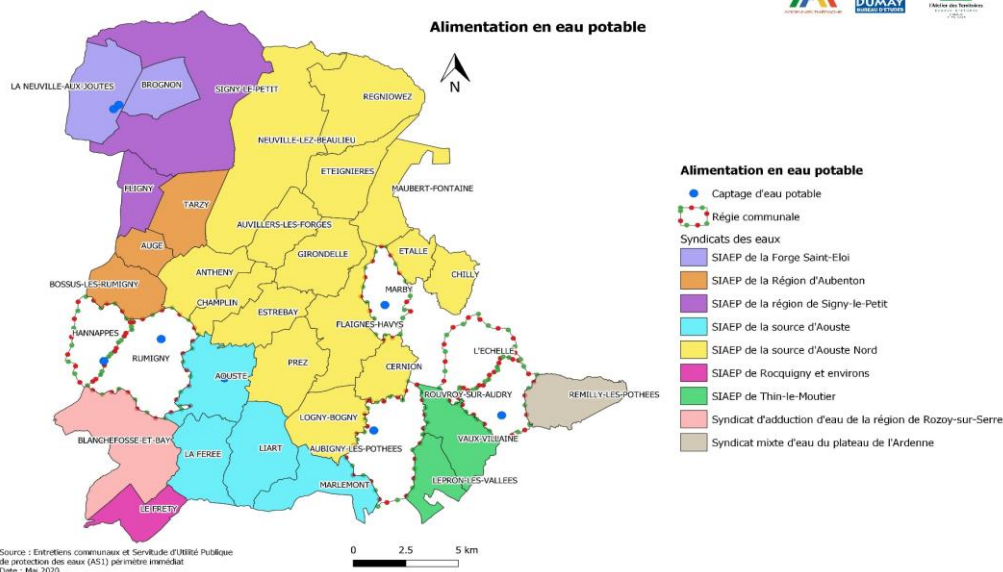 Alimentation en eau potable
DUMAY
BUREAU D'ETUDES
l'Atelier des Territoires
N
LA NEUVILLE-AUX-JOUTES
BROGNON
SIGNY-LE-PETIT
REGNIOWEZ
NEUVILLE-LEZ-BEAULIEU
ETEIGNIERES
MAUBERT-FONTAINE
FLIGNY
TARZY
AUVILLERS-LES-FORGES
AUGE
GIRONDELLE
ETALLE
ANTHENY
CHILLY
BOSSUS-LES-RUMIGNY
MARBY
CHAMPLIN
ESTREBAY
FLAIGNES-HAVYS
HANNAPPES
RUMIGNY
L'ECHELLE
PREZ
CERNION
AOUSTE
ROUVROY-SUR-AUDRY
REMILLY-LES-POTHEES
LOGNY-BOGNY
BLANCHEFOSSE-ET-BAY
VAUX-VILLAINE
AUBIGNY-LES-POTHEES
LIART
LA FEREE
LEPRON-LES-VALLEES
MARLEMONT
LE FRETY
Alimentation en eau potable
Captage d'eau potable
Régie communale
Syndicats des eaux
SIAEP de la Forge Saint-Eloi
SIAEP de la Région d'Aubenton
SIAEP de la région de Signy-le-Petit
SIAEP de la source d'Aouste
SIAEP de la source d'Aouste Nord
SIAEP de Rocquigny et environs
SIAEP de Thin-le-Moutier
Syndicat d'adduction d'eau de la région de Rozoy-sur-Serre
Syndicat mixte d'eau du plateau de l'Ardenne
Source : Entretiens communaux et Servitude d'Utilité Publique
de protection des eaux (AS1) périmètre immédiat
Date : Mai 2020
0 2.5 5 km